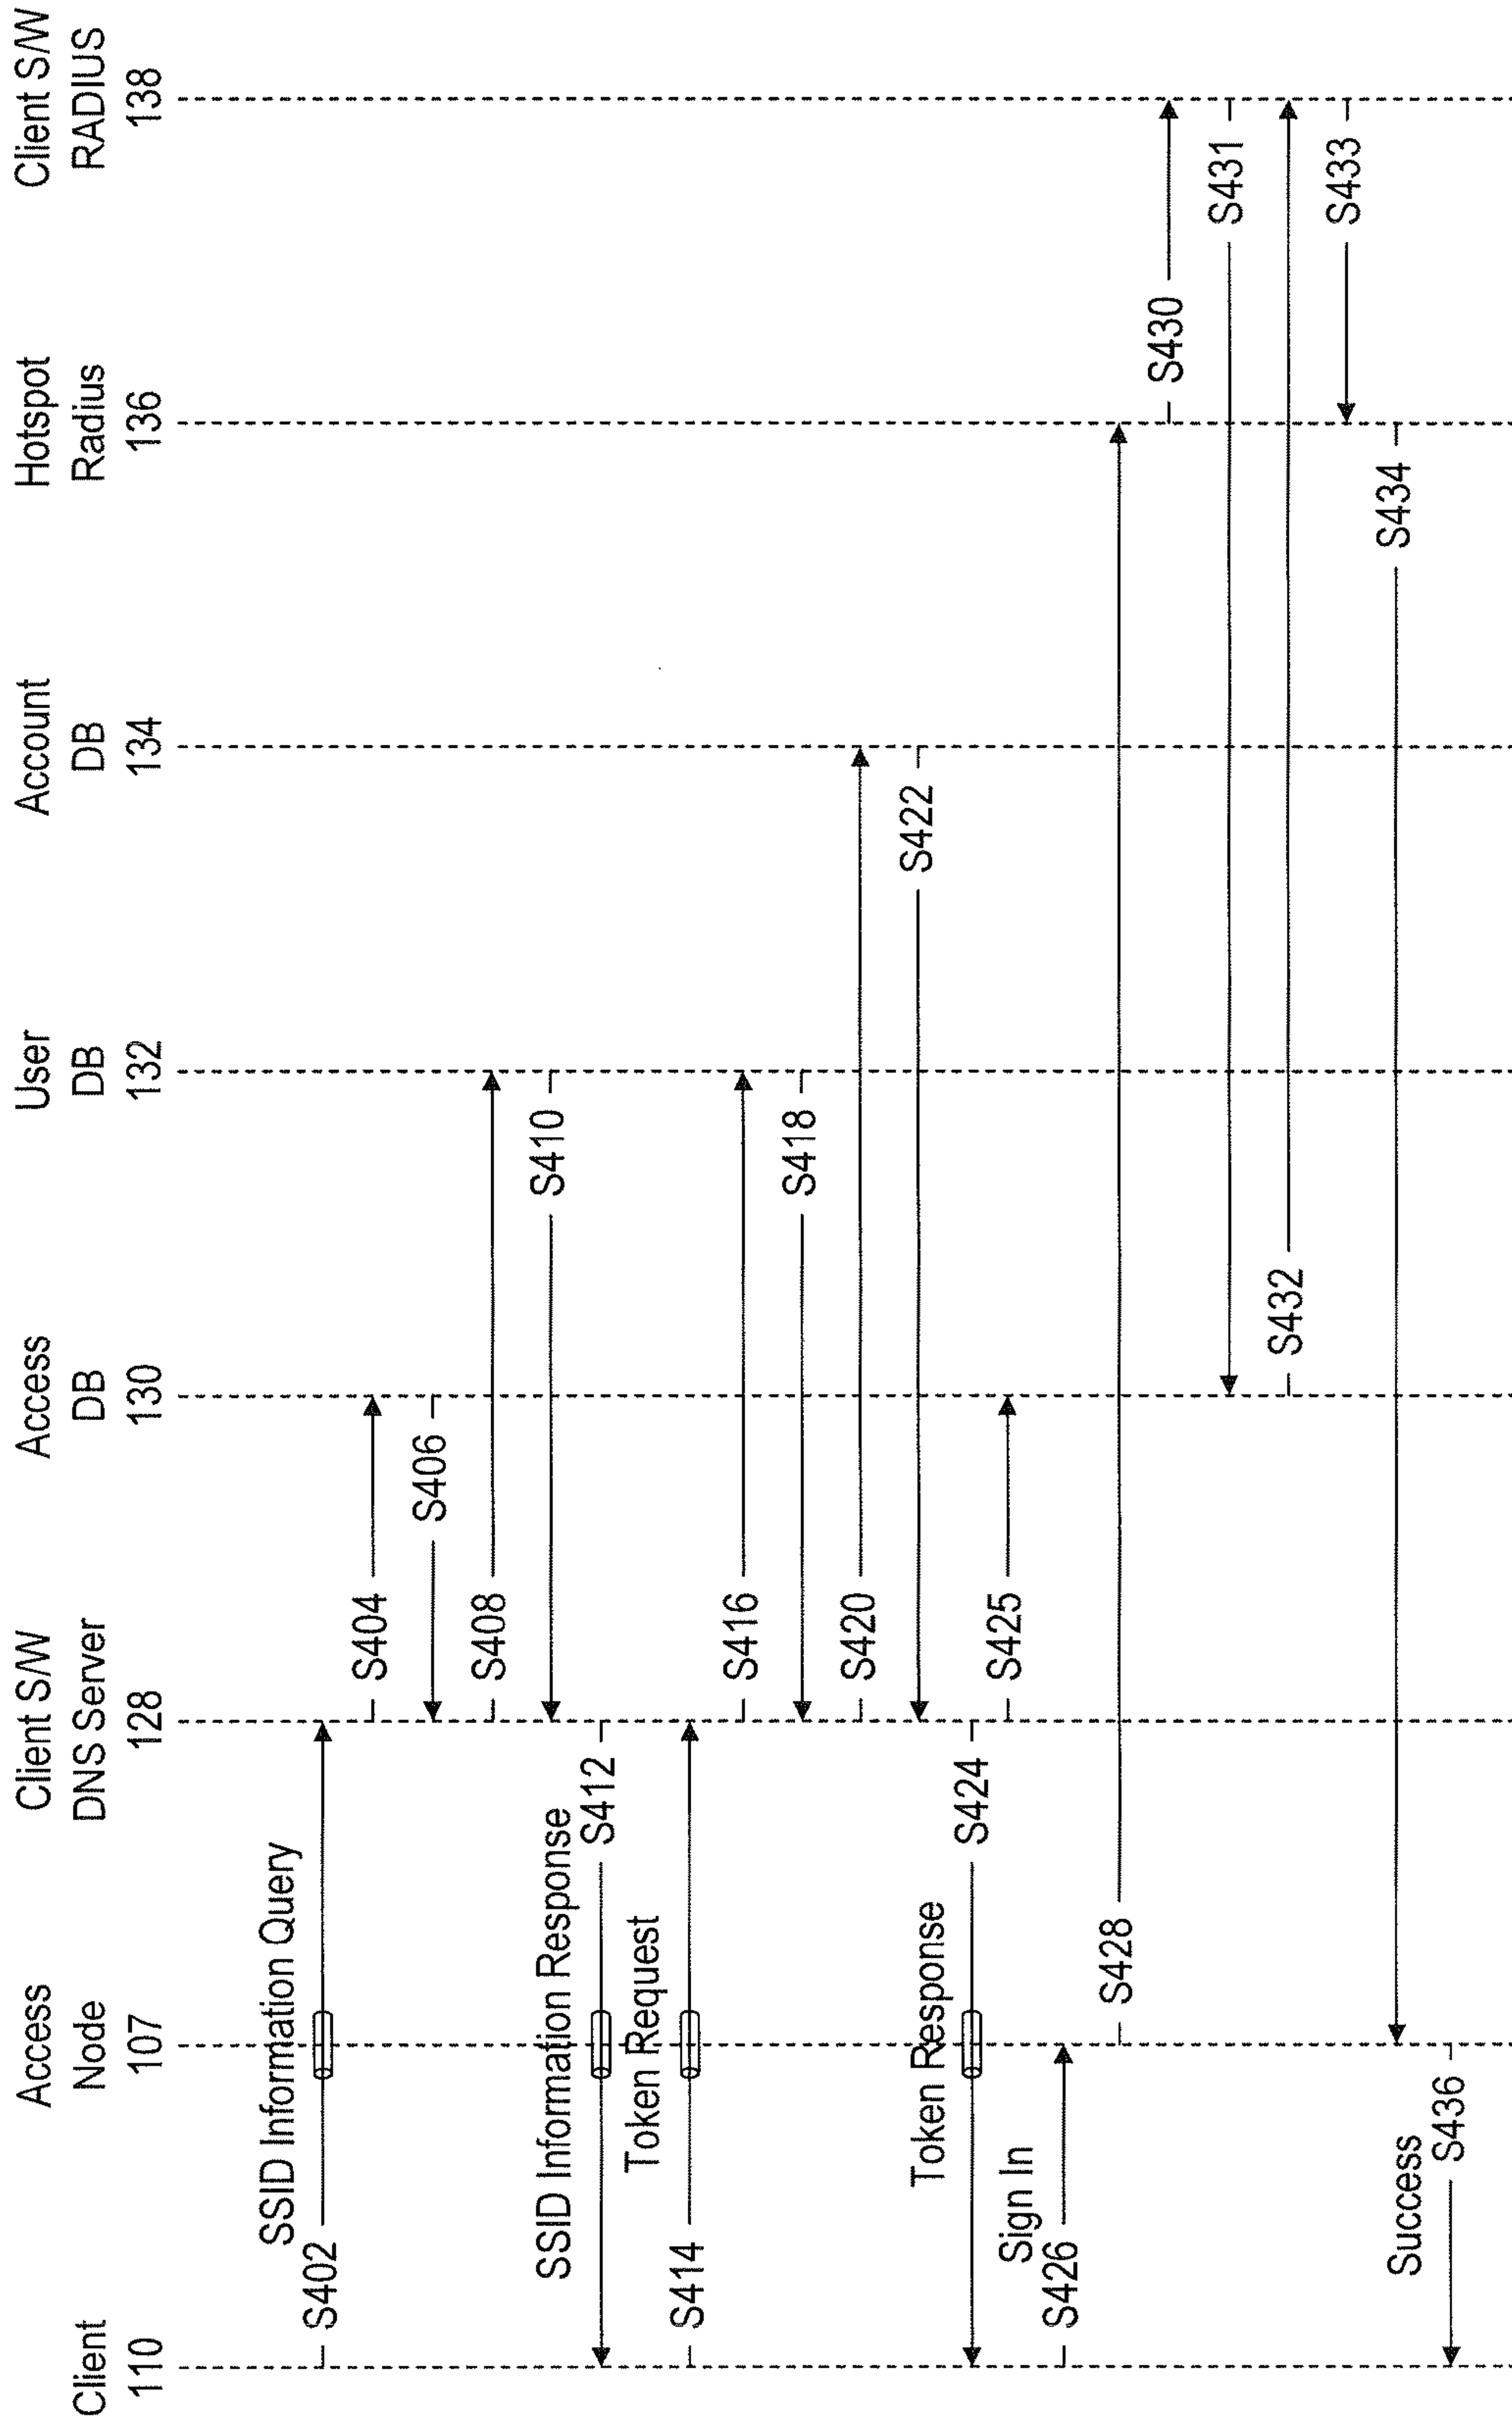 Client
110
Access
Node
107
Client S/W
DNS Server
128
Access
DB
130
User
DB
132
Account
DB
134
Hotspot
Radius
136
Client S/W
RADIUS
138
SSID Information Query
S402
S404
S406
S408
S410
SSID Information Response
S412
Token Request
S414
S416
S418
S420
S422
Token Response
S424
S425
Sign In
S426
S428
S430
S431
S432
S433
S434
Success
S436